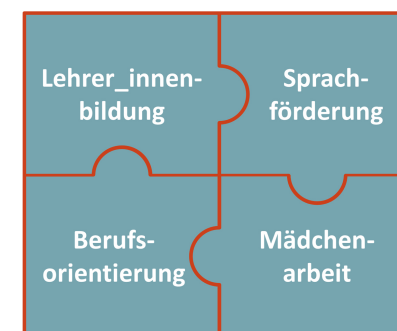 Lehrer_innen-
bildung
Sprach-
förderung
Berufs-
orientierung
Mädchen-
arbeit